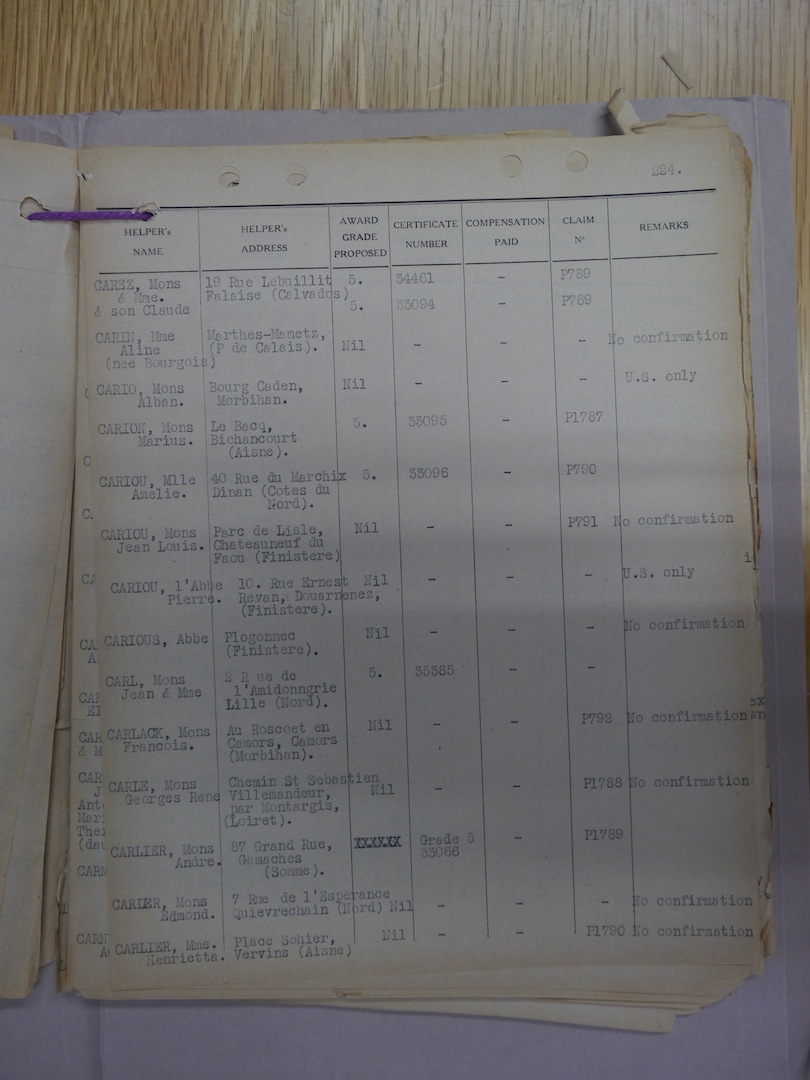 224.
HELPER's NAME | HELPER's ADDRESS | AWARD GRADE PROPOSED | CERTIFICATE NUMBER | COMPENSATION PAID | CLAIM Nº | REMARKS
CAREZ, Mons 19 Rue Lebuillit 5. 34461 - P789
& Mme. Falaise (Calvados)
& son Claude 5. 33094 - P789
CARIN, Mme Marthes-Mametz, No confirmation
Aline (P de Calais). Nil - - -
(nee Bourgois)
CARIO, Mons Bourg Caden, Nil - - - U.S. only
Alban. Morbihan.
CARION, Mons Le Bacq, 5. 33095 - P1787
Marius. Bichancourt
(Aisne).
CARIOU, Mlle 40 Rue du Marchix 5. 33096 - P790
Amelie. Dinan (Cotes du
Nord).
CARIOU, Mons Parc de Lisle, Nil - - P791 No confirmation
Jean Louis. Chateauneuf du
Faou (Finistere)
CARIOU, l'Abbe 10. Rue Ernest Nil - - - U.S. only
Pierre. Revan, Douarnenez,
(Finistere).
CARIOUS, Abbe Plogonnec Nil - - - No confirmation
(Finistere).
CARL, Mons 2 R ue de 5. 35385 - -
Jean & Mme l'Amidonngrie
Lille (Nord).
CARLACK, Mons Au Roscoet en Nil - - P792 No confirmation
Francois. Camors, Camors
(Morbihan).
CARLE, Mons Chemin St Sebastien P1788 No confirmation
Georges Rene Villemandeur, Nil - -
par Montargis,
(Loiret).
CARLIER, Mons 87 Grand Rue, XXXXXX Grade 5 - P1789
Andre. Gamaches 33066
(Somme).
CARIER, Mons 7 Rue de l'Esperance
Edmond. Quievrechain (Nord) Nil - - - No confirmation
CARLIER, Mme. Place Sohier, Nil - - P1790 No confirmation
Henrietta. Vervins (Aisne)